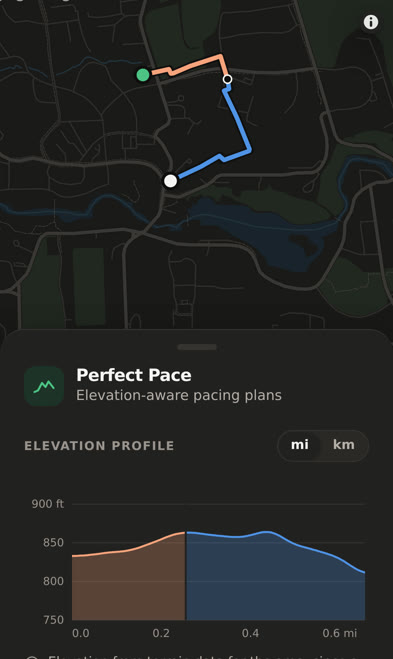 Perfect Pace
Elevation-aware pacing plans
ELEVATION PROFILE
mi km
900 ft
850
800
750
0.0 0.2 0.4 0.6 mi